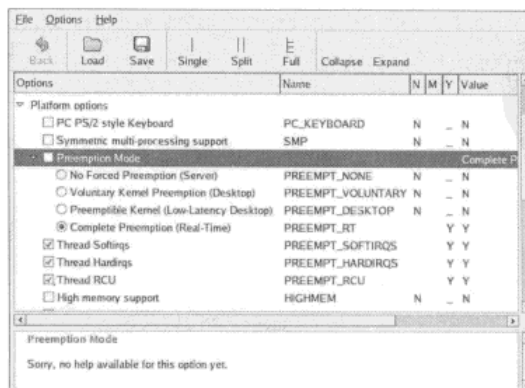 File Options Help
Back Load Save Single Split Full Collapse Expand
Options Name N M Y Value
Platform options
PC PS/2 style Keyboard PC_KEYBOARD N _ N
Symmetric multi-processing support SMP N _ N
Preemption Mode Complete P
No Forced Preemption (Server) PREEMPT_NONE N _ N
Voluntary Kernel Preemption (Desktop) PREEMPT_VOLUNTARY N _ N
Preemptible Kernel (Low-Latency Desktop) PREEMPT_DESKTOP N _ N
Complete Preemption (Real-Time) PREEMPT_RT Y Y
Thread Softirqs PREEMPT_SOFTIRQS Y Y
Thread Hardirqs PREEMPT_HARDIRQS Y Y
Thread RCU PREEMPT_RCU Y Y
High memory support HIGHMEM N _ N
Preemption Mode
Sorry, no help available for this option yet.